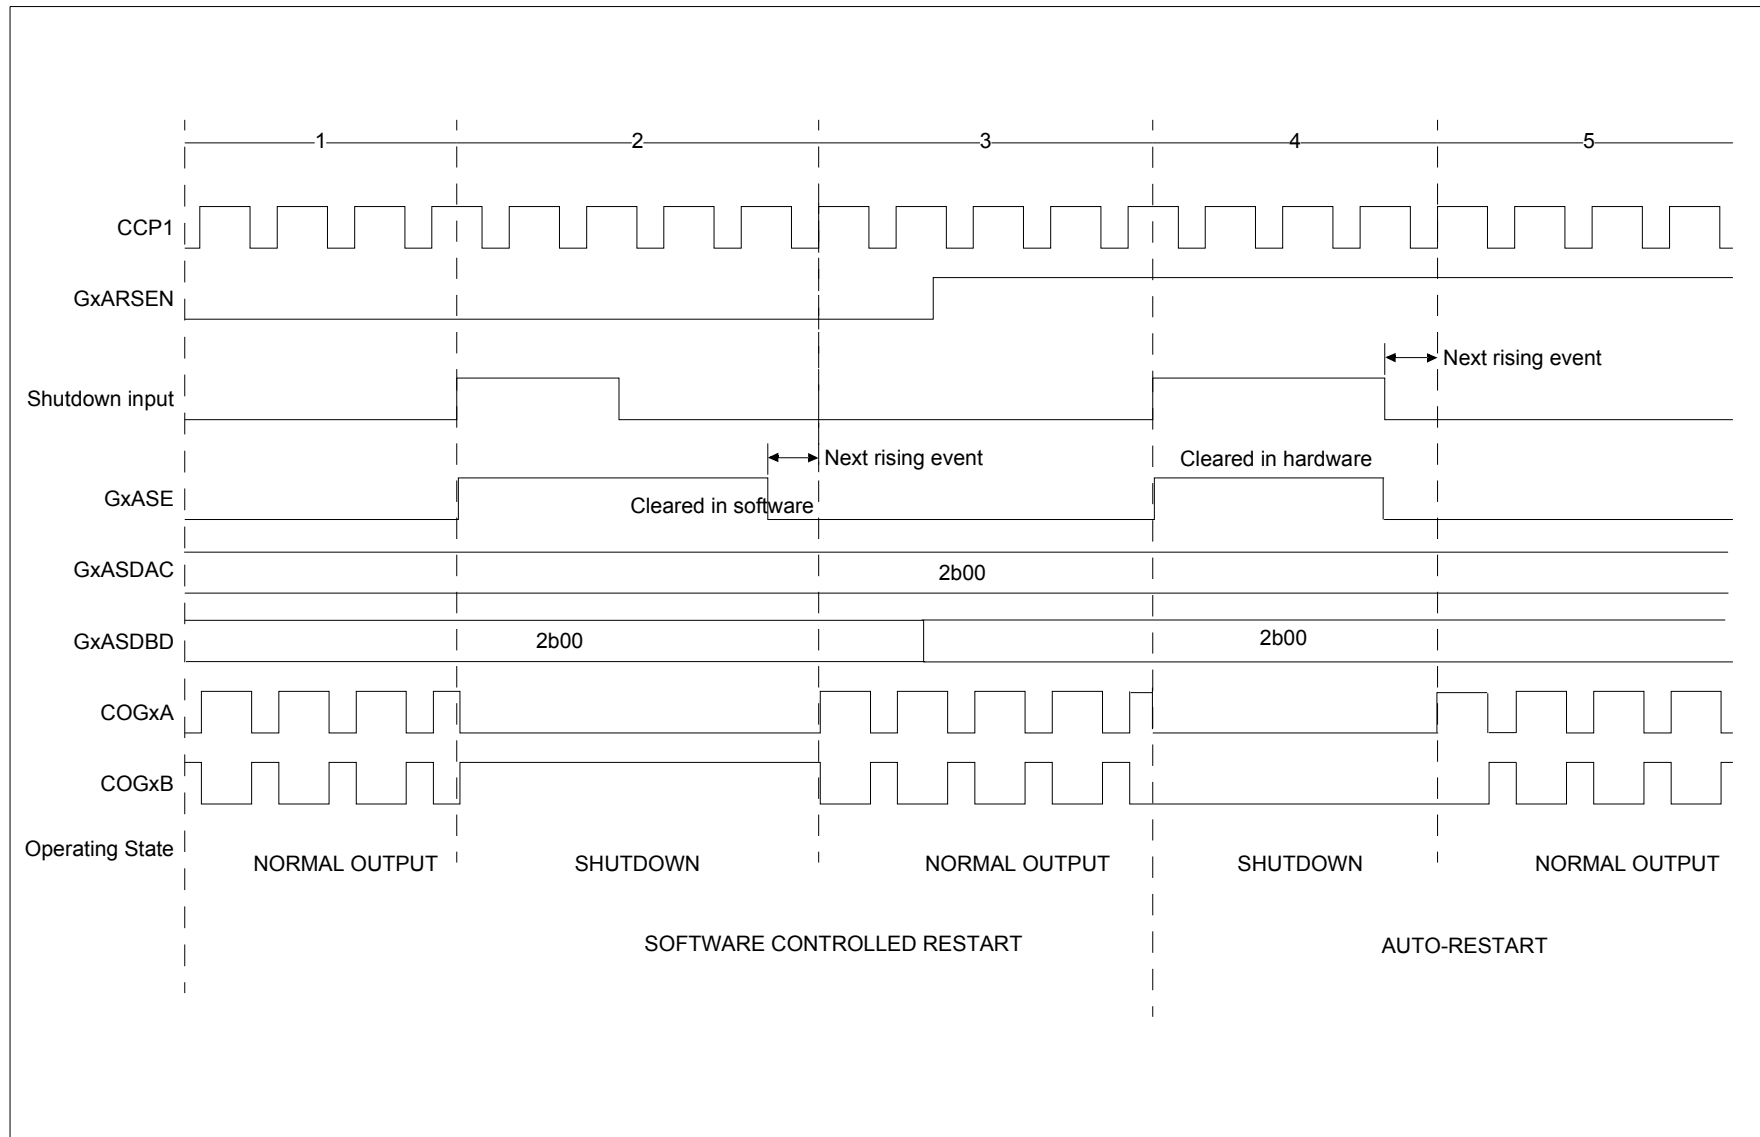 1 2 3 4 5
CCP1
GxARSEN
Next rising event
Shutdown input
Next rising event
Cleared in hardware
GxASE
Cleared in software
GxASDAC
2b00
GxASDBD
2b00
2b00
COGxA
COGxB
Operating State
NORMAL OUTPUT
SHUTDOWN
NORMAL OUTPUT
SHUTDOWN
NORMAL OUTPUT
SOFTWARE CONTROLLED RESTART
AUTO-RESTART